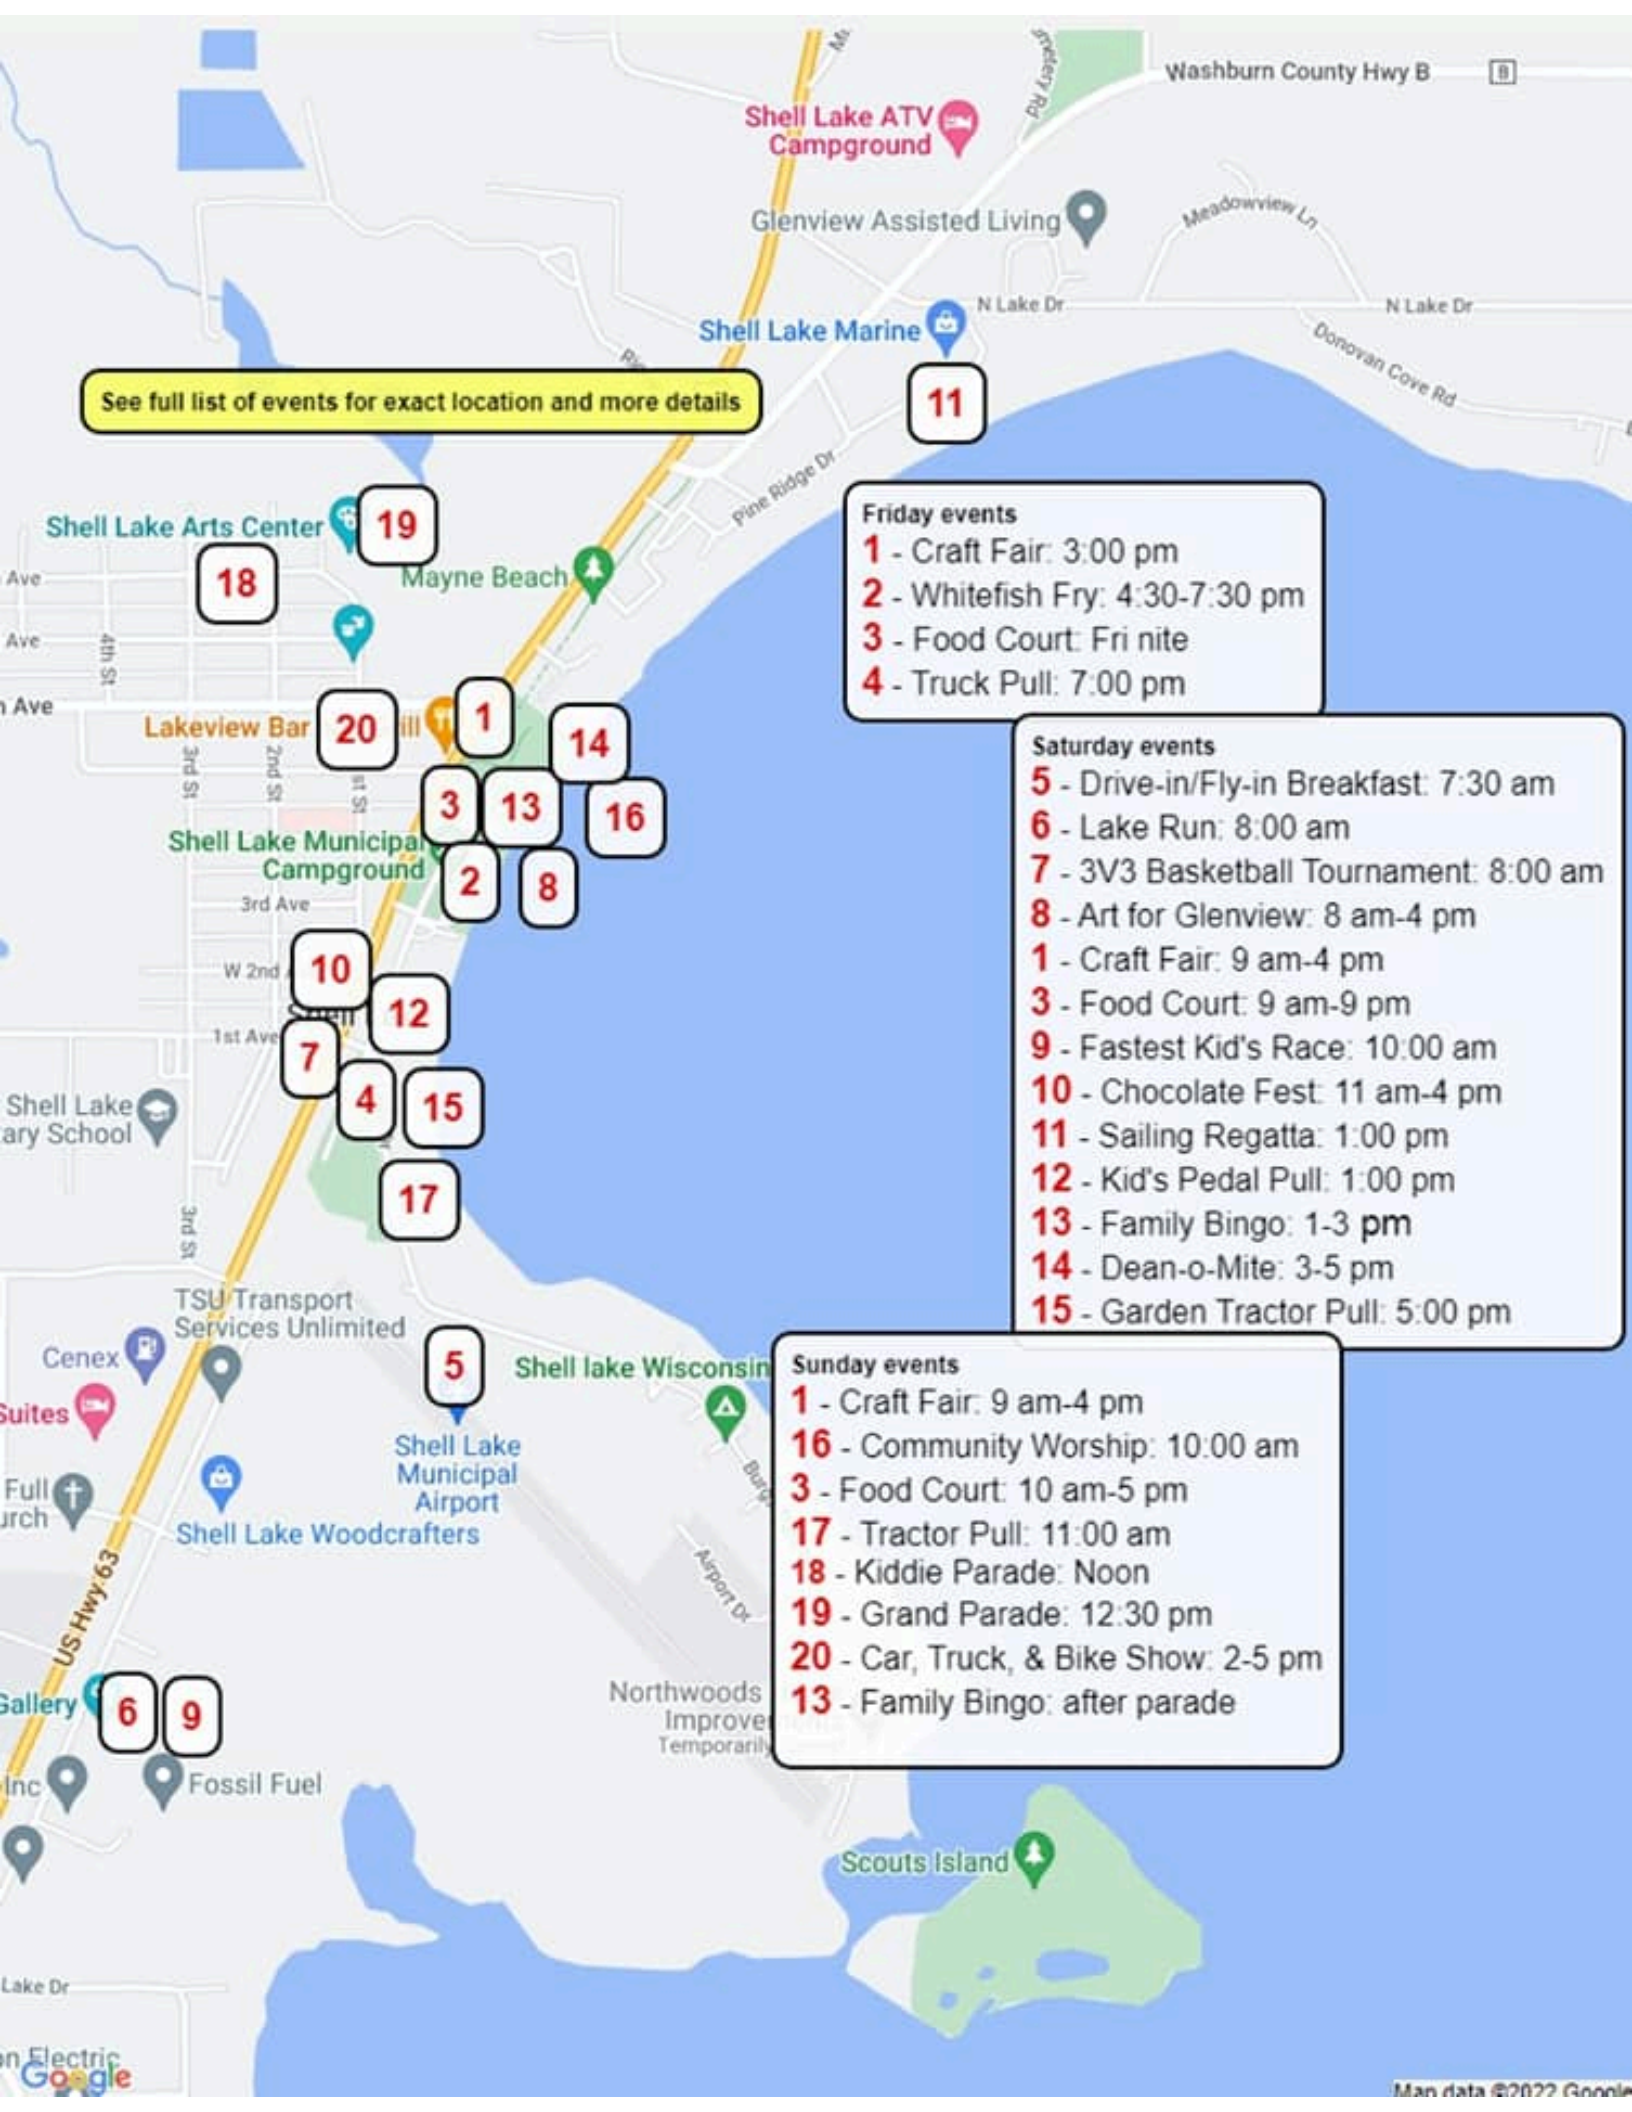 Washburn County Hwy B
B
Shell Lake ATV
Campground
Glenview Assisted Living
Meadowview Ln
N Lake Dr
N Lake Dr
Shell Lake Marine
Donovan Cove Rd
11
See full list of events for exact location and more details
Pine Ridge Dr
Shell Lake Arts Center
19
18
Mayne Beach
Ave
Ave
4th St
Ave
Lakeview Bar
20
ill
1
14
3rd St
2nd St
st St
3
13
16
Shell Lake Municipal
Campground
2
8
3rd Ave
10
W 2nd
12
1st Ave
7
4
15
Shell Lake
ary School
17
3rd St
TSU Transport
Services Unlimited
Cenex
5
Shell lake Wisconsin
Suites
Shell Lake
Municipal
Airport
Full
urch
Shell Lake Woodcrafters
Airport Dr
US Hwy 63
Gallery
6
9
Northwoods
Improve
Temporarily
Inc
Fossil Fuel
Scouts Island
Lake Dr
on Electric
Google
Map data ©2022 Google
Friday events
1 - Craft Fair: 3:00 pm
2 - Whitefish Fry: 4:30-7:30 pm
3 - Food Court: Fri nite
4 - Truck Pull: 7:00 pm
Saturday events
5 - Drive-in/Fly-in Breakfast: 7:30 am
6 - Lake Run: 8:00 am
7 - 3V3 Basketball Tournament: 8:00 am
8 - Art for Glenview: 8 am-4 pm
1 - Craft Fair: 9 am-4 pm
3 - Food Court: 9 am-9 pm
9 - Fastest Kid's Race: 10:00 am
10 - Chocolate Fest: 11 am-4 pm
11 - Sailing Regatta: 1:00 pm
12 - Kid's Pedal Pull: 1:00 pm
13 - Family Bingo: 1-3 pm
14 - Dean-o-Mite: 3-5 pm
15 - Garden Tractor Pull: 5:00 pm
Sunday events
1 - Craft Fair: 9 am-4 pm
16 - Community Worship: 10:00 am
3 - Food Court: 10 am-5 pm
17 - Tractor Pull: 11:00 am
18 - Kiddie Parade: Noon
19 - Grand Parade: 12:30 pm
20 - Car, Truck, & Bike Show: 2-5 pm
13 - Family Bingo: after parade